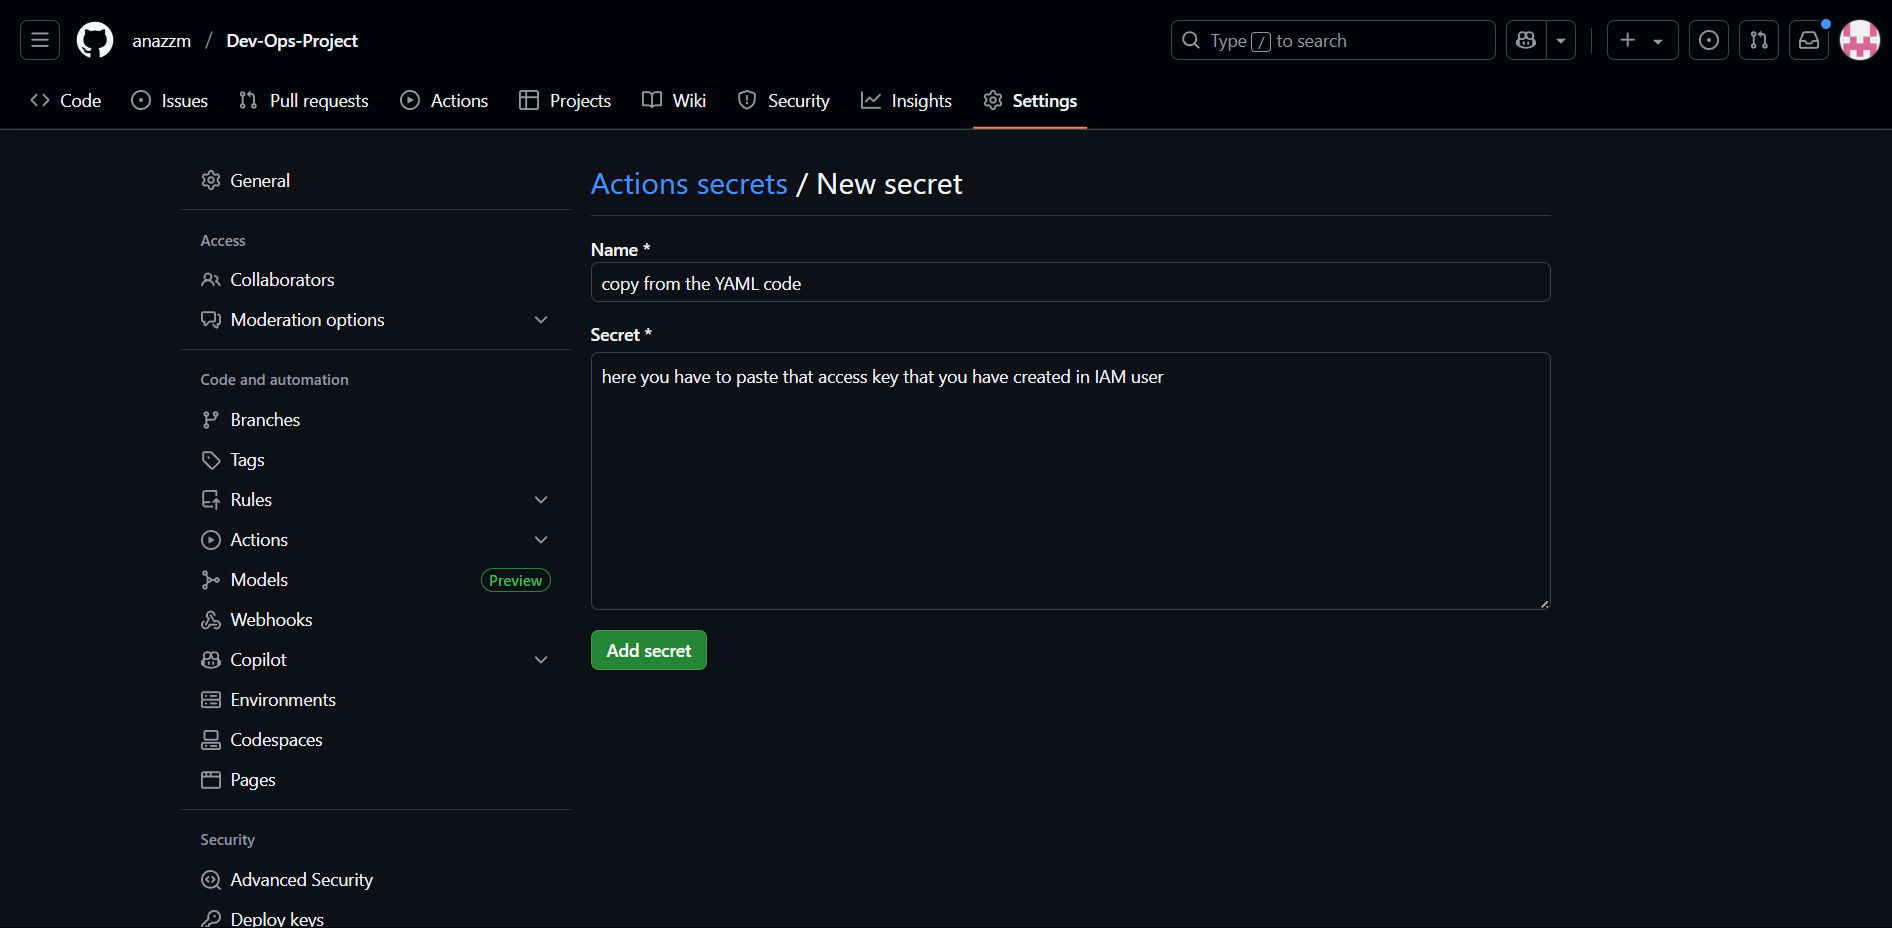 anazzm / Dev-Ops-Project
Type / to search
Code
Issues
Pull requests
Actions
Projects
Wiki
Security
Insights
Settings
General
Access
Collaborators
Moderation options
Code and automation
Branches
Tags
Rules
Actions
Models
Preview
Webhooks
Copilot
Environments
Codespaces
Pages
Security
Advanced Security
Deploy keys
Actions secrets / New secret
Name *
copy from the YAML code
Secret *
here you have to paste that access key that you have created in IAM user
Add secret